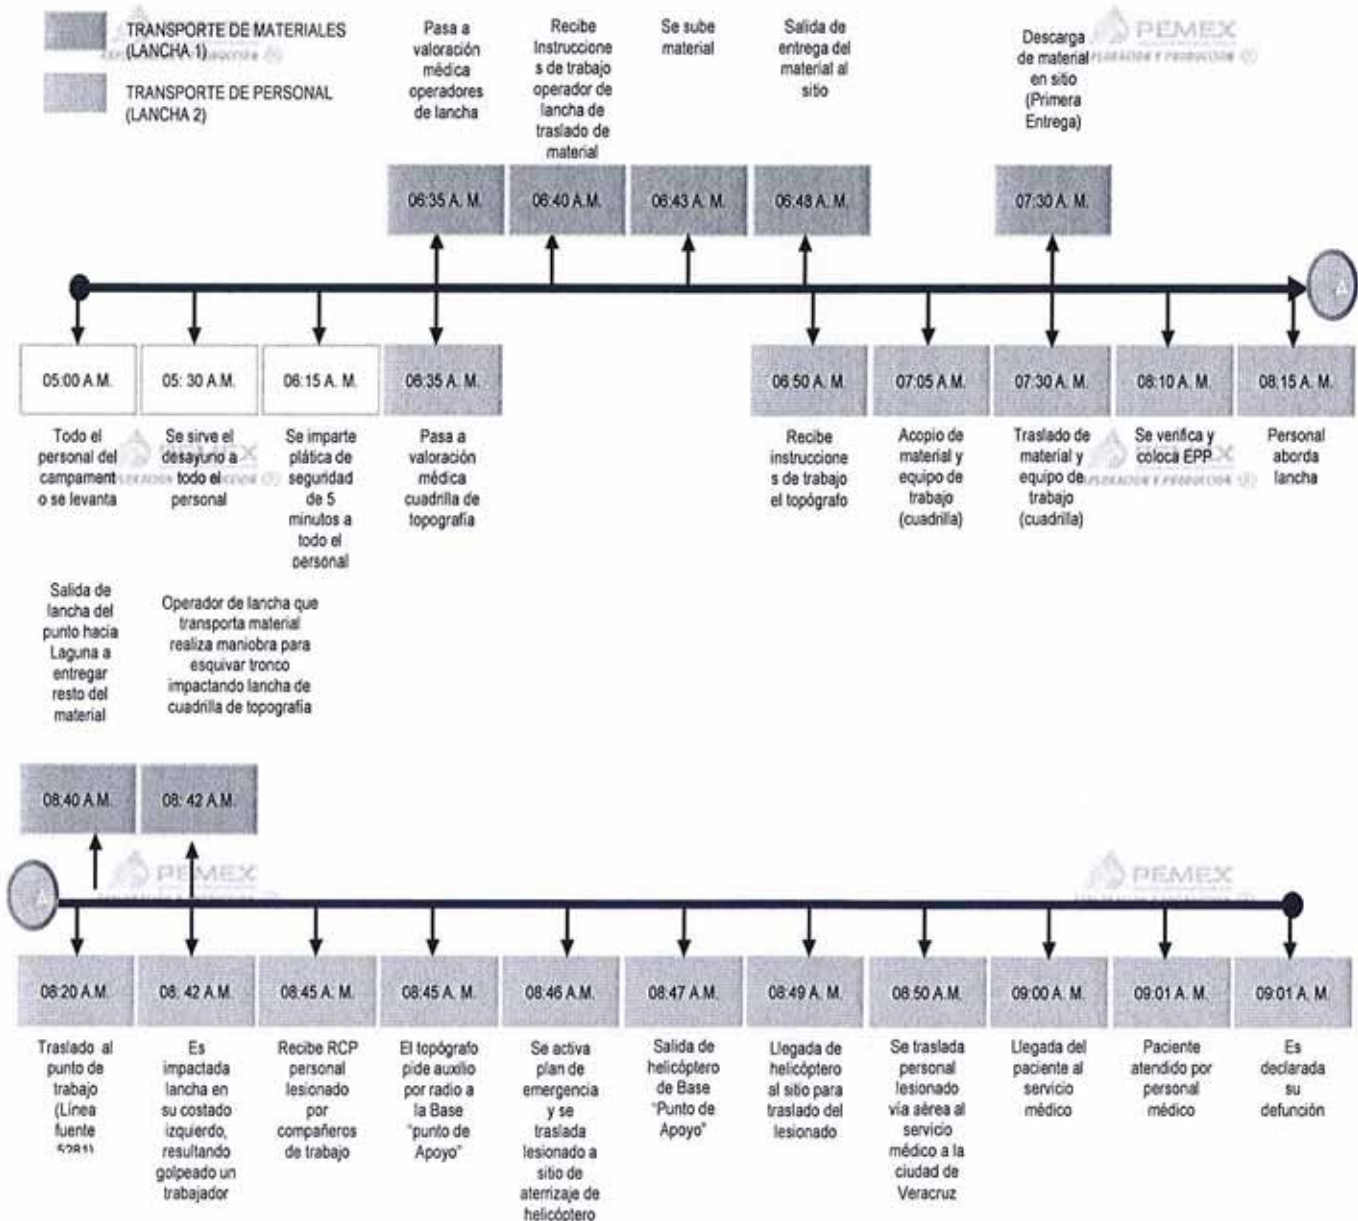 TRANSPORTE DE MATERIALES
(LANCHA 1)
TRANSPORTE DE PERSONAL
(LANCHA 2)
PEMEX
EXPLORACIÓN Y PRODUCCIÓN
Pasa a
valoración
médica
operadores
de lancha
Recibe
Instruccione
s de trabajo
operador de
lancha de
traslado de
material
Se sube
material
Salida de
entrega del
material al
sitio
Descarga
de material
en sitio
(Primera
Entrega)
PEMEX
EXPLORACIÓN Y PRODUCCIÓN
06:35 A. M.
06:40 A.M.
06:43 A.M.
06:48 A. M.
07:30 A.M.
A
05:00 A.M.
05: 30 A.M.
06:15 A. M.
06:35 A. M.
06:50 A.M.
07:05 A.M.
07:30 A.M.
08:10 A.M.
08:15 A. M.
Todo el
personal del
campament
o se levanta
Se sirve el
desayuno a
todo el
personal
Se imparte
plática de
seguridad
de 5
minutos a
todo el
personal
Pasa a
valoración
médica
cuadrilla de
topografía
Recibe
instruccione
s de trabajo
el topógrafo
Acopio de
material y
equipo de
trabajo
(cuadrilla)
Traslado de
material y
equipo de
trabajo
(cuadrilla)
Se verifica y
coloca EPP
Personal
aborda
lancha
PEMEX
EXPLORACIÓN Y PRODUCCIÓN
PEMEX
EXPLORACIÓN Y PRODUCCIÓN
Salida de
lancha del
punto hacia
Laguna a
entregar
resto del
material
Operador de lancha que
transporta material
realiza maniobra para
esquivar tronco
impactando lancha de
cuadrilla de topografía
08:40 A.M.
08: 42 A.M.
A
PEMEX
PEMEX
08:20 A.M.
08: 42 A.M.
08:45 A. M.
08:45 A. M.
08:46 A.M.
08:47 A.M.
08:49 A.M.
08:50 A.M.
09:00 A. M.
09:01 A. M.
09:01 A. M.
Traslado al
punto de
trabajo
(Línea
fuente
5281)
Es
impactada
lancha en
su costado
izquierdo,
resultando
golpeado un
trabajador
Recibe RCP
personal
lesionado
por
compañeros
de trabajo
El topógrafo
pide auxilio
por radio a
la Base
"punto de
Apoyo"
Se activa
plan de
emergencia
y se
traslada
lesionado a
sitio de
aterrizaje de
helicóptero
Salida de
helicóptero
de Base
"Punto de
Apoyo"
Llegada de
helicóptero
al sitio para
traslado del
lesionado
Se traslada
personal
lesionado
vía aérea al
servicio
médico a la
ciudad de
Veracruz
Llegada del
paciente al
servicio
médico
Paciente
atendido por
personal
médico
Es
declarada
su
defunción